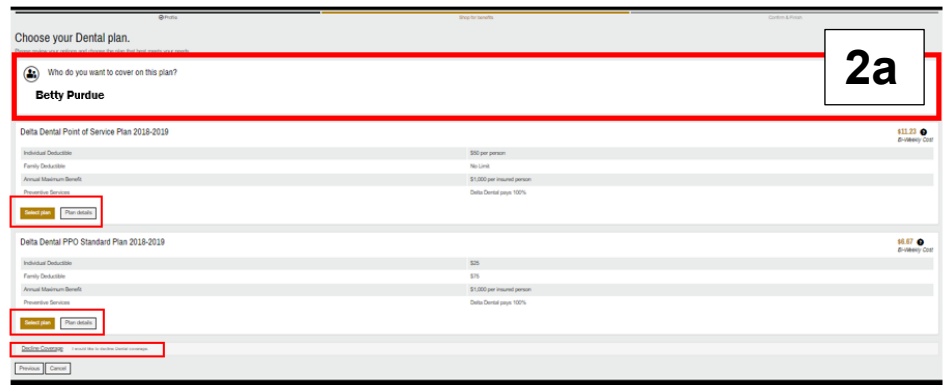 Profile
Shop for benefits
Confirm & Finish
Choose your Dental plan.
Please review your options and choose the plan that best meets your needs.
2a
Who do you want to cover on this plan?
Betty Purdue
Delta Dental Point of Service Plan 2018-2019
$11.23
Bi-Weekly Cost
Individual Deductible $50 per person
Family Deductible No Limit
Annual Maximum Benefit $1,000 per insured person
Preventive Services Delta Dental pays 100%
Select plan Plan details
Delta Dental PPO Standard Plan 2018-2019
$6.67
Bi-Weekly Cost
Individual Deductible $25
Family Deductible $75
Annual Maximum Benefit $1,000 per insured person
Preventive Services Delta Dental pays 100%
Select plan Plan details
Decline Coverage I would like to decline Dental coverage.
Previous Cancel